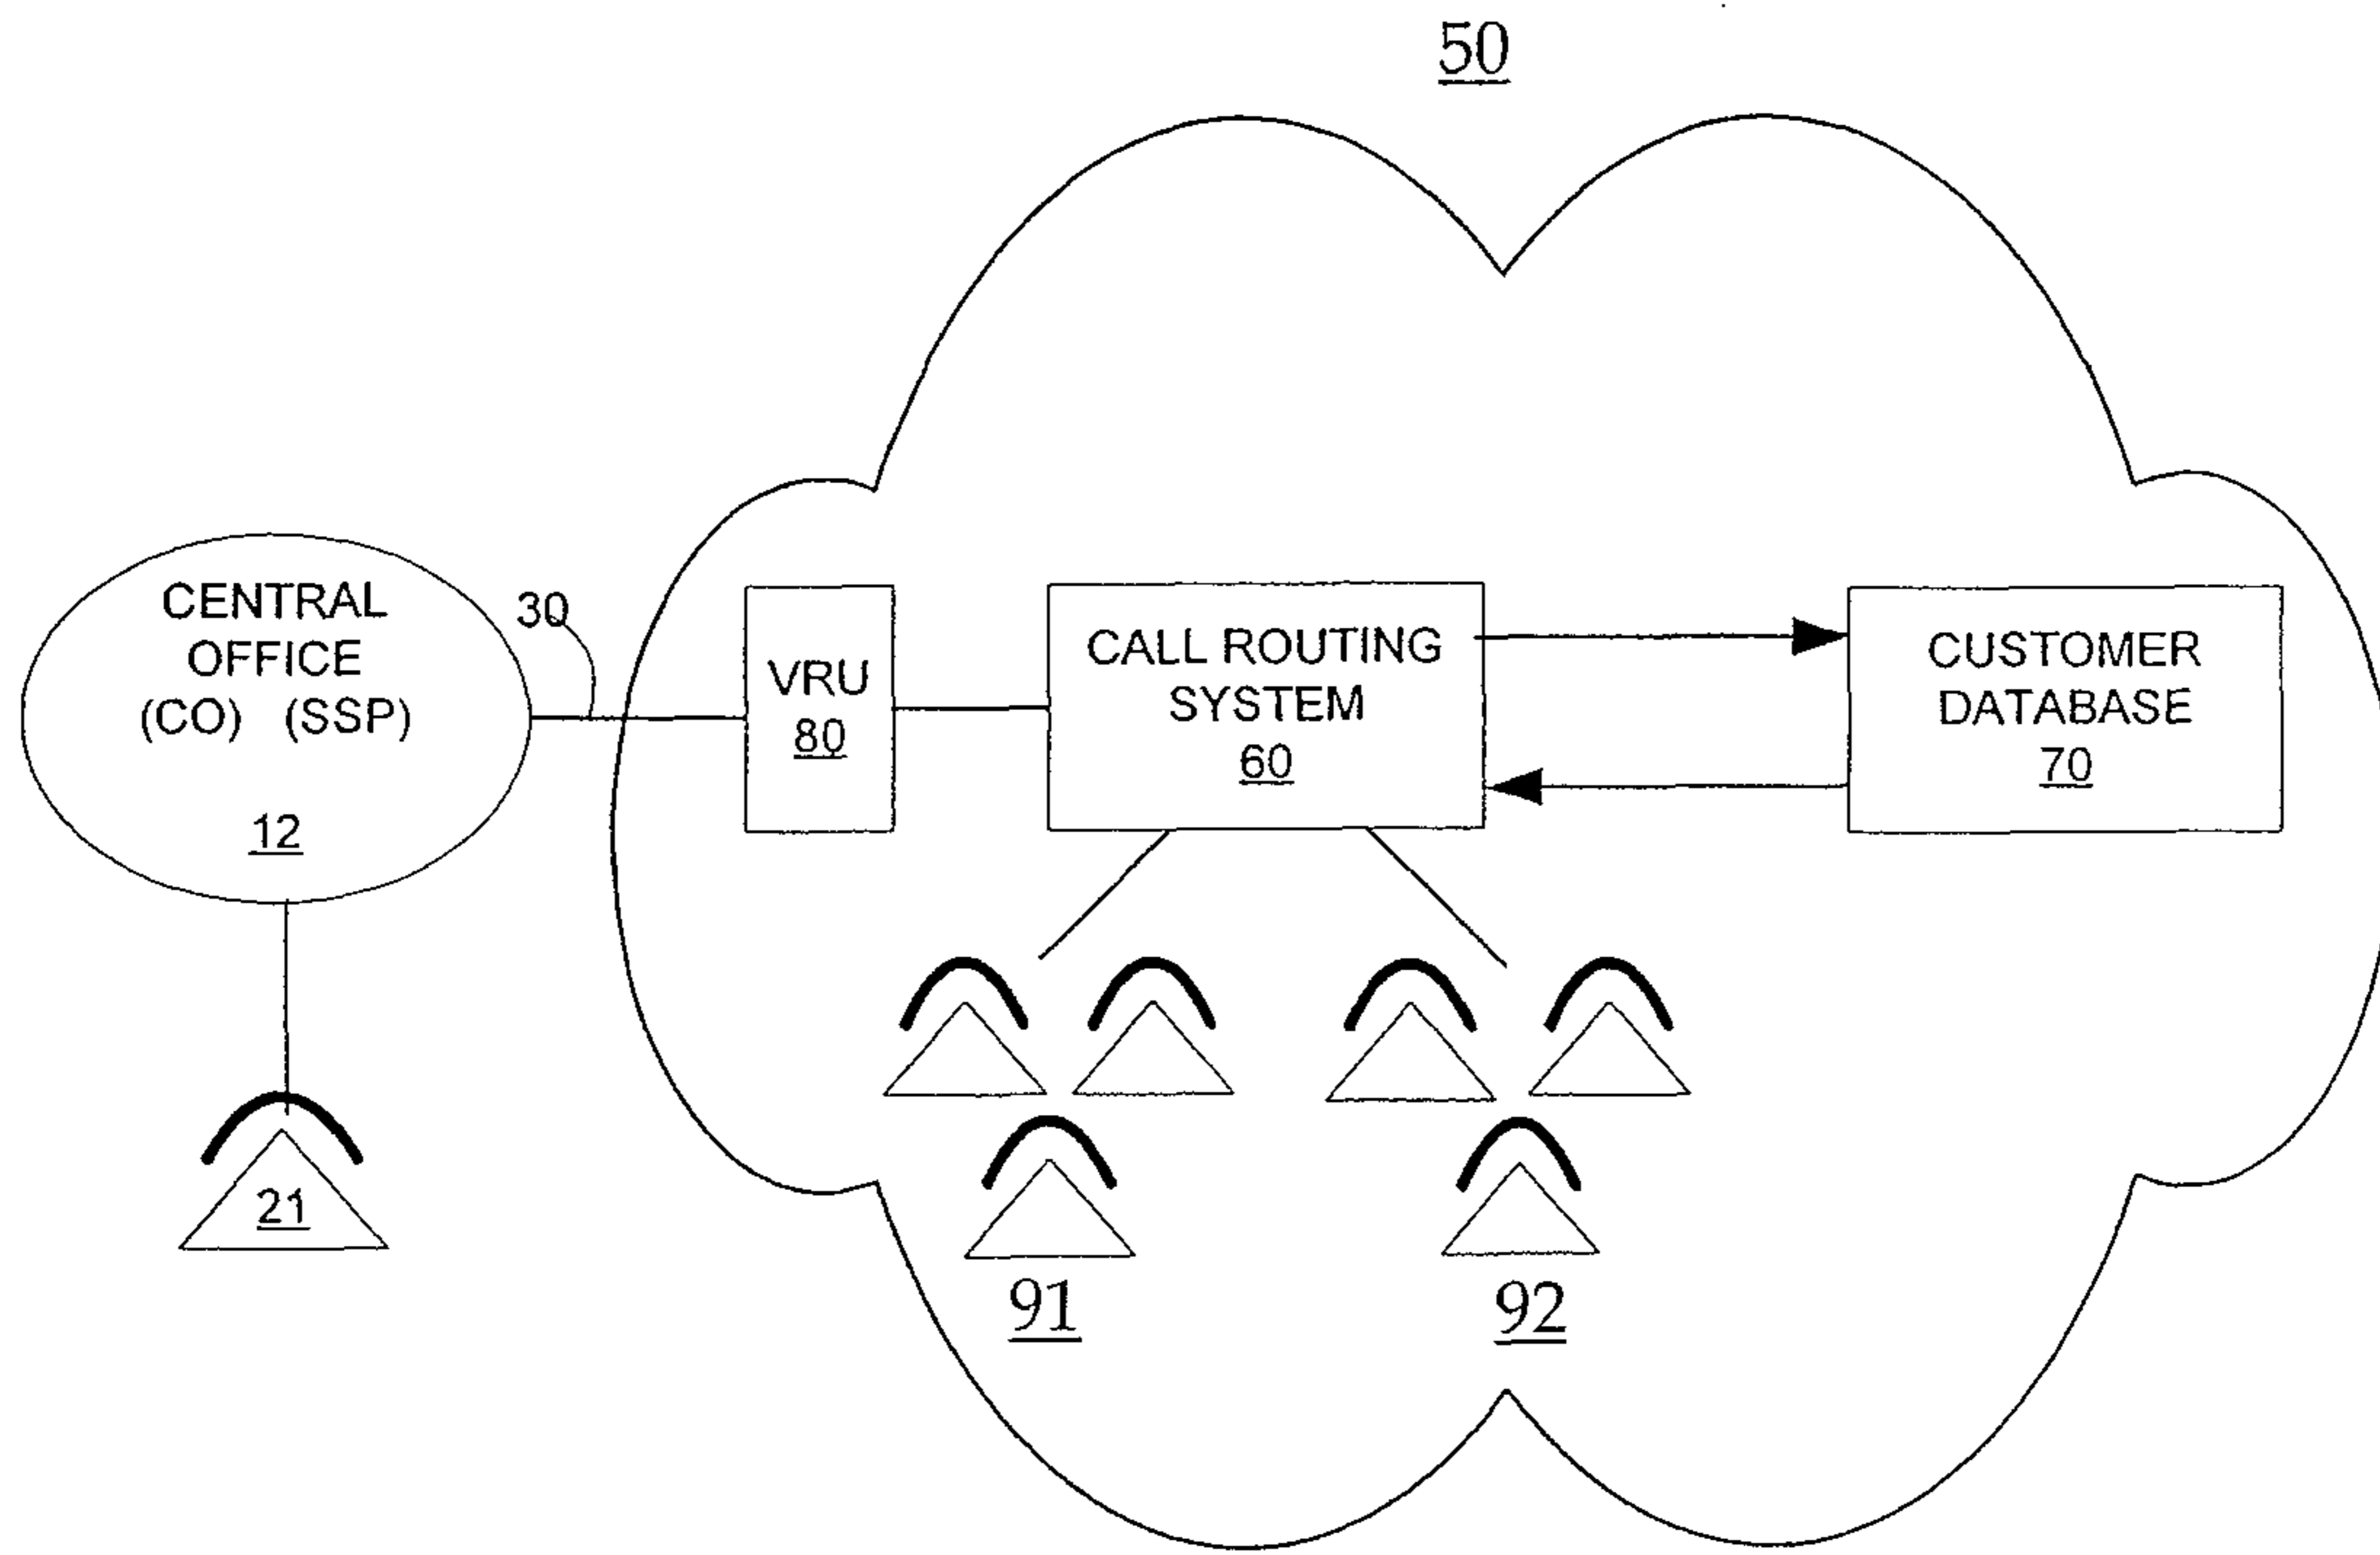 50
CENTRAL
OFFICE
(CO) (SSP)
12
30
VRU
80
CALL ROUTING
SYSTEM
60
CUSTOMER
DATABASE
70
21
91
92